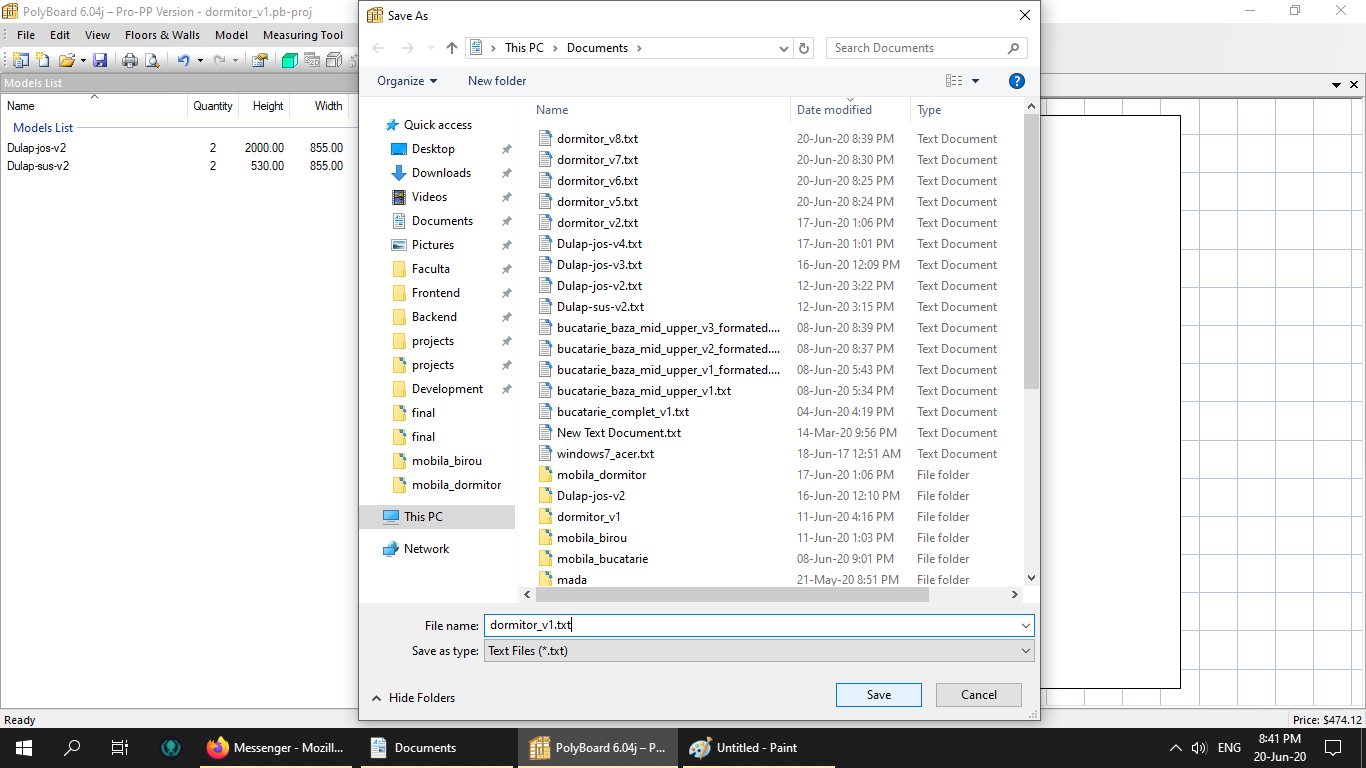 PolyBoard 6.04j – Pro-PP Version - dormitor_v1.pb-proj
File Edit View Floors & Walls Model Measuring Tool
Models List
Name Quantity Height Width
Models List
Dulap-jos-v2 2 2000.00 855.00
Dulap-sus-v2 2 530.00 855.00
Save As
This PC > Documents >
Search Documents
Organize New folder
Quick access
Desktop
Downloads
Videos
Documents
Pictures
Faculta
Frontend
Backend
projects
projects
Development
final
final
mobila_birou
mobila_dormitor
This PC
Network
Name Date modified Type
dormitor_v8.txt 20-Jun-20 8:39 PM Text Document
dormitor_v7.txt 20-Jun-20 8:30 PM Text Document
dormitor_v6.txt 20-Jun-20 8:25 PM Text Document
dormitor_v5.txt 20-Jun-20 8:24 PM Text Document
dormitor_v2.txt 17-Jun-20 1:06 PM Text Document
Dulap-jos-v4.txt 17-Jun-20 1:01 PM Text Document
Dulap-jos-v3.txt 16-Jun-20 12:09 PM Text Document
Dulap-jos-v2.txt 12-Jun-20 3:22 PM Text Document
Dulap-sus-v2.txt 12-Jun-20 3:15 PM Text Document
bucatarie_baza_mid_upper_v3_formated.... 08-Jun-20 8:39 PM Text Document
bucatarie_baza_mid_upper_v2_formated.... 08-Jun-20 8:37 PM Text Document
bucatarie_baza_mid_upper_v1_formated.... 08-Jun-20 5:43 PM Text Document
bucatarie_baza_mid_upper_v1.txt 08-Jun-20 5:34 PM Text Document
bucatarie_complet_v1.txt 04-Jun-20 4:19 PM Text Document
New Text Document.txt 14-Mar-20 9:56 PM Text Document
windows7_acer.txt 18-Jun-17 12:51 AM Text Document
mobila_dormitor 17-Jun-20 1:06 PM File folder
Dulap-jos-v2 16-Jun-20 12:10 PM File folder
dormitor_v1 11-Jun-20 4:16 PM File folder
mobila_birou 11-Jun-20 1:03 PM File folder
mobila_bucatarie 08-Jun-20 9:01 PM File folder
mada 21-May-20 8:51 PM File folder
File name: dormitor_v1.txt
Save as type: Text Files (*.txt)
Hide Folders Save Cancel
Ready Price: $474.12
Messenger - Mozill... Documents PolyBoard 6.04j – P... Untitled - Paint ENG 8:41 PM
20-Jun-20